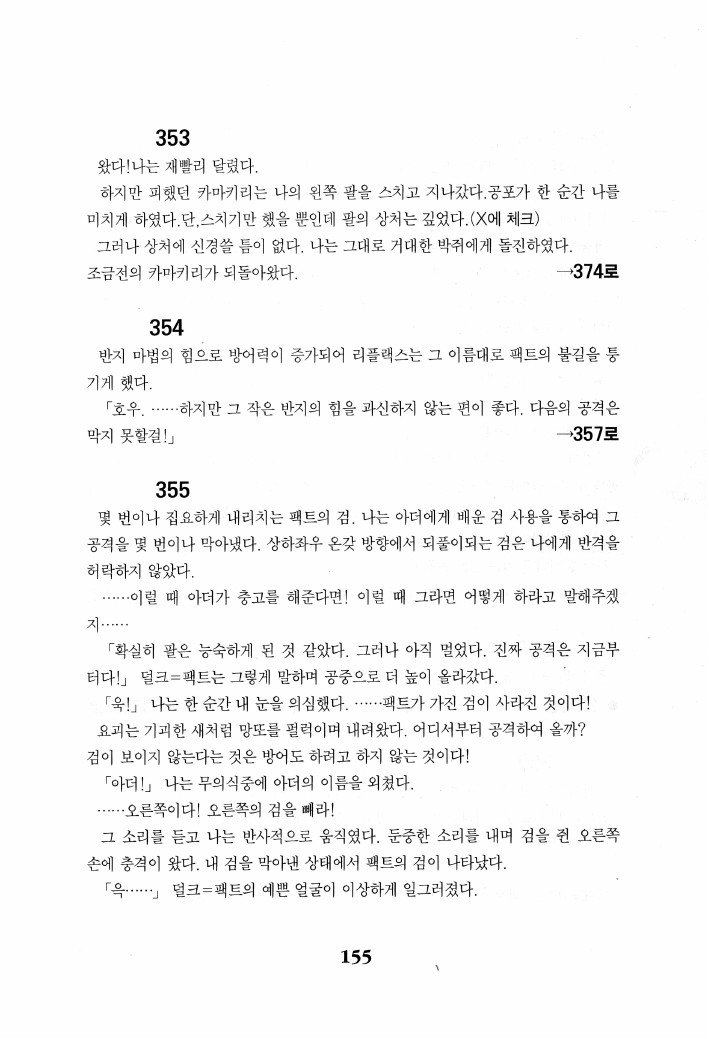 353
왔다!나는 재빨리 달렸다.
하지만 피했던 카마키리는 나의 왼쪽 팔을 스치고 지나갔다.공포가 한 순간 나를
미치게 하였다.단,스치기만 했을 뿐인데 팔의 상처는 깊었다.(X에 체크)
그러나 상처에 신경쓸 틈이 없다. 나는 그대로 거대한 박쥐에게 돌진하였다.
조금전의 카마키리가 되돌아왔다. →374로
354
반지 마법의 힘으로 방어력이 증가되어 리플랙스는 그 이름대로 팩트의 불길을 퉁
기게 했다.
「호우. ……하지만 그 작은 반지의 힘을 과신하지 않는 편이 좋다. 다음의 공격은
막지 못할걸!」 →357로
355
몇 번이나 집요하게 내리치는 팩트의 검. 나는 아더에게 배운 검 사용을 통하여 그
공격을 몇 번이나 막아냈다. 상하좌우 온갖 방향에서 되풀이되는 검은 나에게 반격을
허락하지 않았다.
……이럴 때 아더가 충고를 해준다면! 이럴 때 그라면 어떻게 하라고 말해주겠
지……
「확실히 팔은 능숙하게 된 것 같았다. 그러나 아직 멀었다. 진짜 공격은 지금부
터다!」 덜크=팩트는 그렇게 말하며 공중으로 더 높이 올라갔다.
「욱!」 나는 한 순간 내 눈을 의심했다. ……팩트가 가진 검이 사라진 것이다!
요괴는 기괴한 새처럼 망또를 펄럭이며 내려왔다. 어디서부터 공격하여 올까?
검이 보이지 않는다는 것은 방어도 하려고 하지 않는 것이다!
「아더!」 나는 무의식중에 아더의 이름을 외쳤다.
……오른쪽이다! 오른쪽의 검을 빼라!
그 소리를 듣고 나는 반사적으로 움직였다. 둔중한 소리를 내며 검을 쥔 오른쪽
손에 충격이 왔다. 내 검을 막아낸 상태에서 팩트의 검이 나타났다.
「윽……」 덜크=팩트의 예쁜 얼굴이 이상하게 일그러졌다.
155